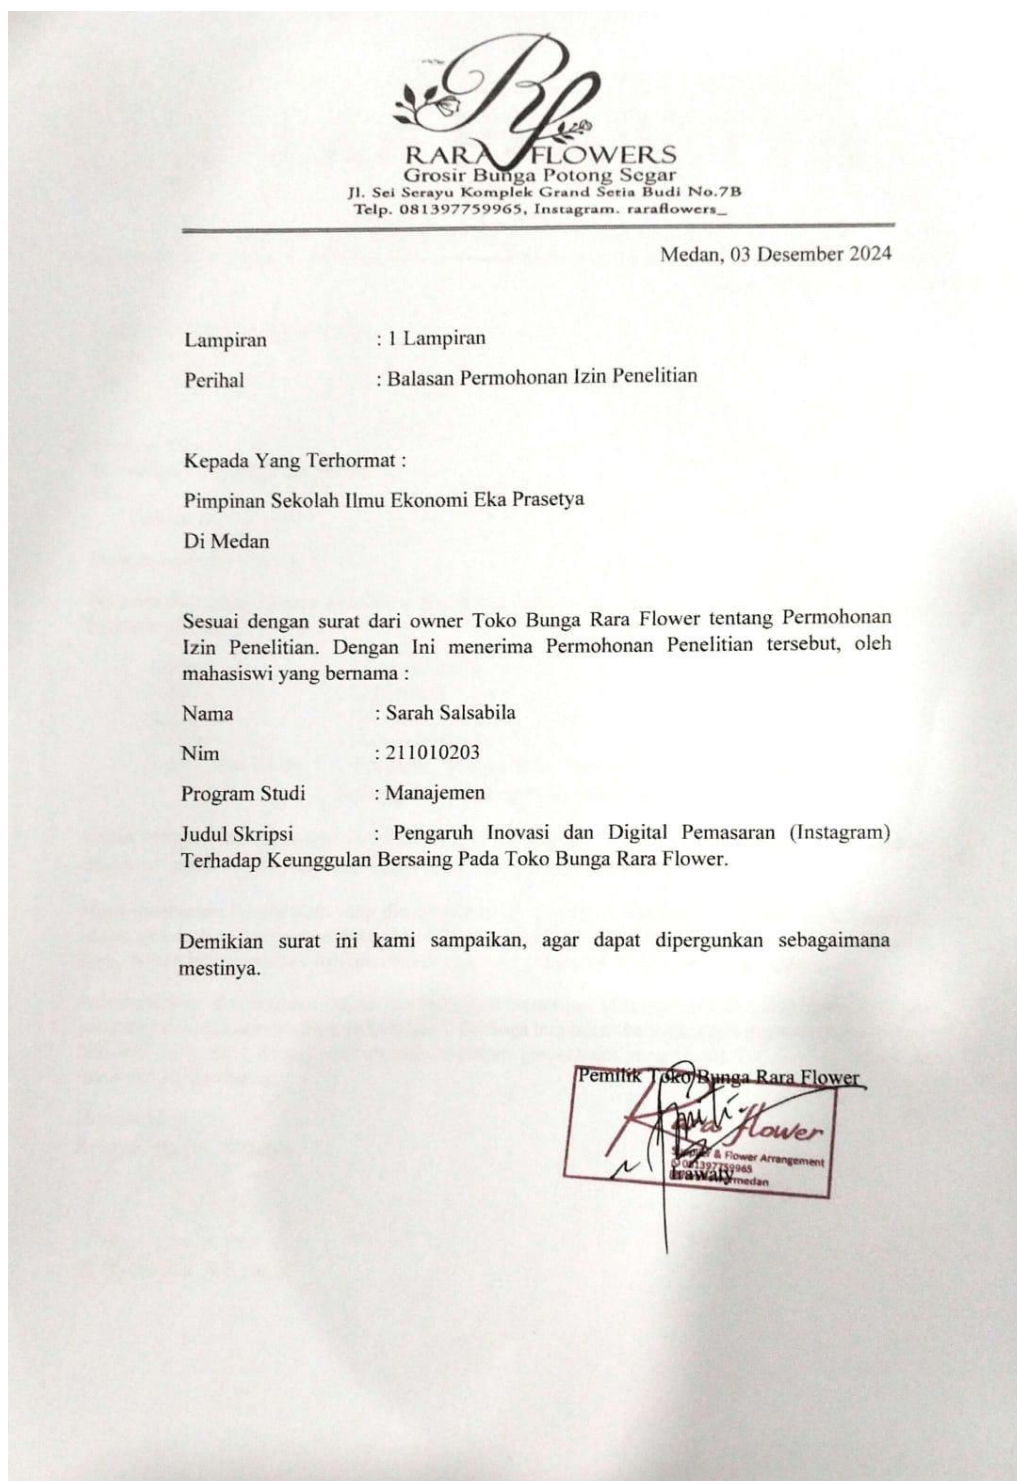 RF
RARA FLOWERS
Grosir Bunga Potong Segar
Jl. Sei Serayu Komplek Grand Setia Budi No.7B
Telp. 081397759965, Instagram. raraflowers_
Medan, 03 Desember 2024
Lampiran : 1 Lampiran
Perihal : Balasan Permohonan Izin Penelitian
Kepada Yang Terhormat :
Pimpinan Sekolah Ilmu Ekonomi Eka Prasetya
Di Medan
Sesuai dengan surat dari owner Toko Bunga Rara Flower tentang Permohonan
Izin Penelitian. Dengan Ini menerima Permohonan Penelitian tersebut, oleh
mahasiswi yang bernama :
Nama : Sarah Salsabila
Nim : 211010203
Program Studi : Manajemen
Judul Skripsi : Pengaruh Inovasi dan Digital Pemasaran (Instagram)
Terhadap Keunggulan Bersaing Pada Toko Bunga Rara Flower.
Demikian surat ini kami sampaikan, agar dapat dipergunkan sebagaimana
mestinya.
Pemilik Toko Bunga Rara Flower
Rara flower
& Flower Arrangement
081397759965
Irawaty